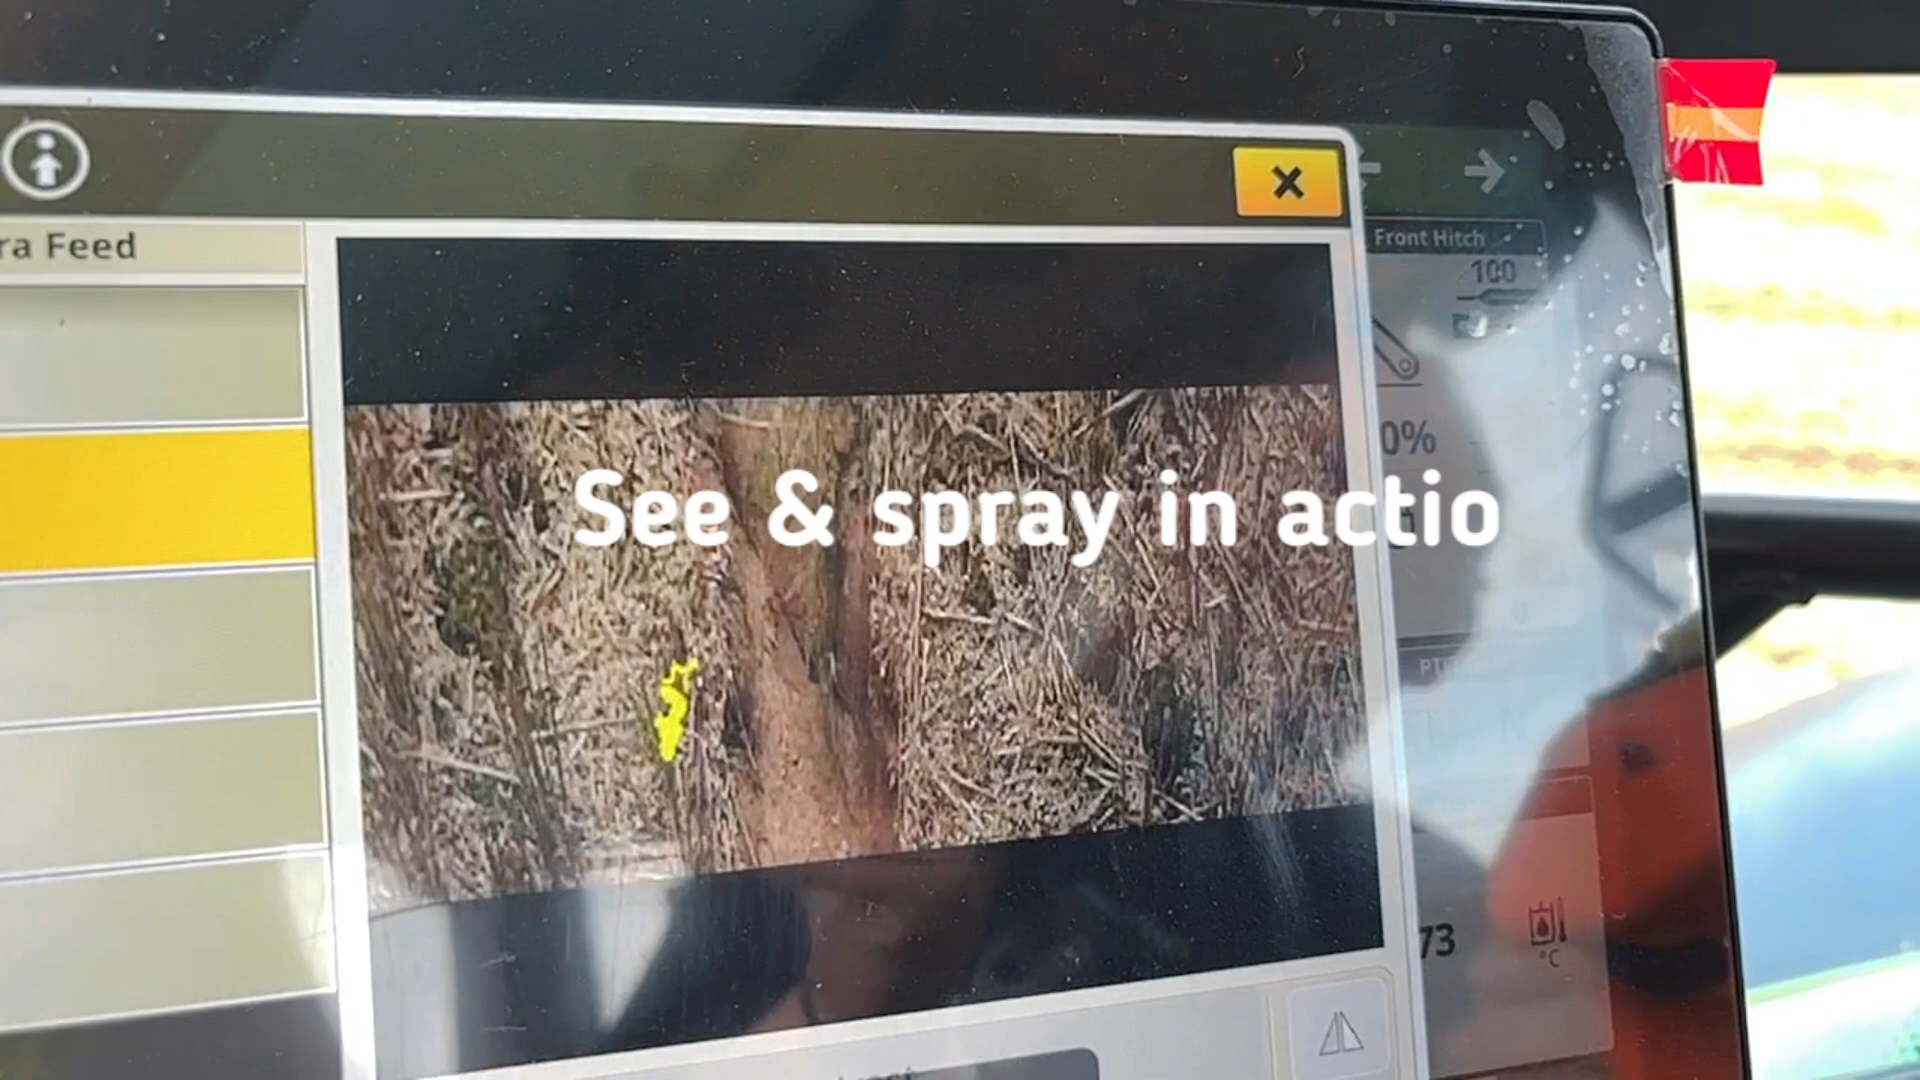 ra Feed
Front Hitch
100
0%
See & spray in actio
73
°C